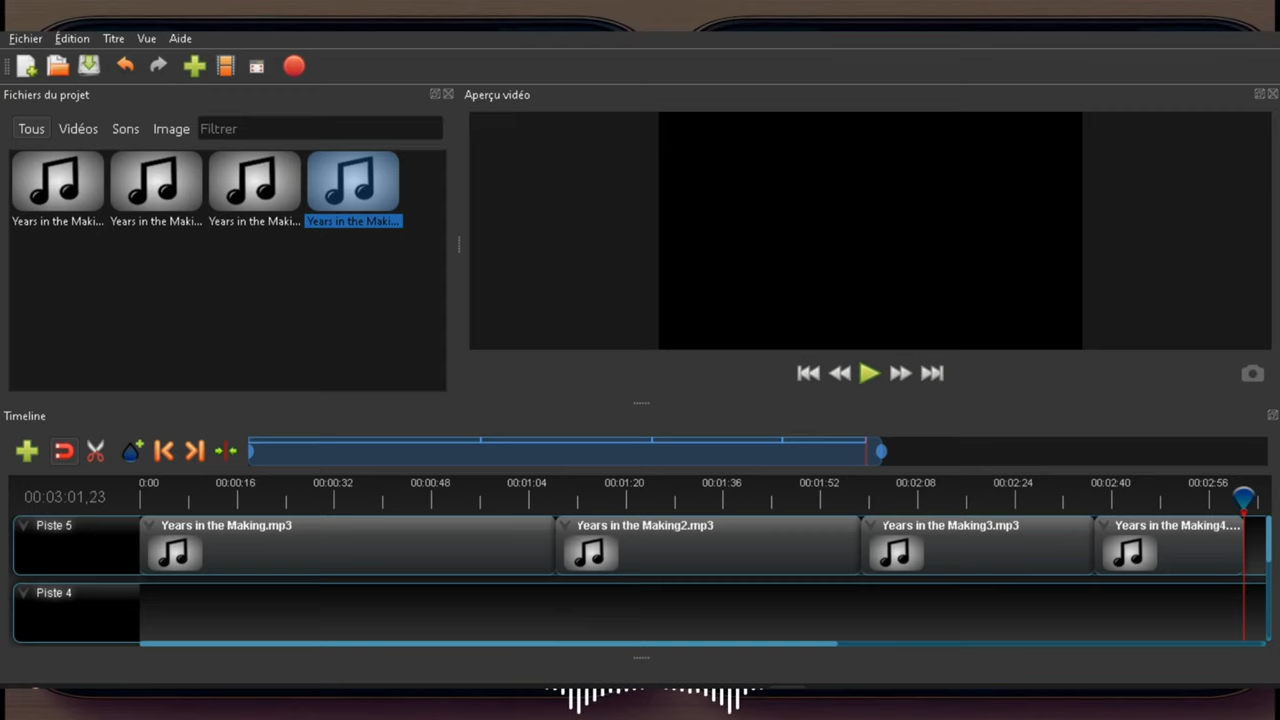 Fichier Édition Titre Vue Aide
Fichiers du projet
Aperçu vidéo
Tous Vidéos Sons Image Filtrer
Years in the Maki... Years in the Maki... Years in the Maki... Years in the Maki...
Timeline
0:00 00:00:16 00:00:32 00:00:48 00:01:04 00:01:20 00:01:36 00:01:52 00:02:08 00:02:24 00:02:40 00:02:56
00:03:01,23
Piste 5 Years in the Making.mp3 Years in the Making2.mp3 Years in the Making3.mp3 Years in the Making4....
Piste 4